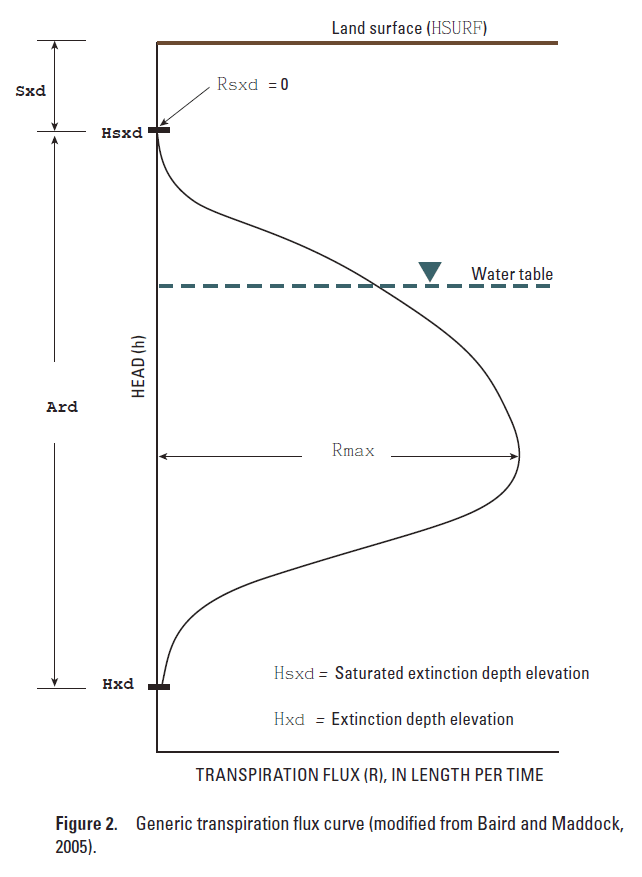 Land surface (HSURF)
Sxd
Rsxd = 0
Hsxd
Water table
HEAD (h)
Ard
Rmax
Hxd
Hsxd = Saturated extinction depth elevation
Hxd = Extinction depth elevation
TRANSPIRATION FLUX (R), IN LENGTH PER TIME
Figure 2. Generic transpiration flux curve (modified from Baird and Maddock,
2005).